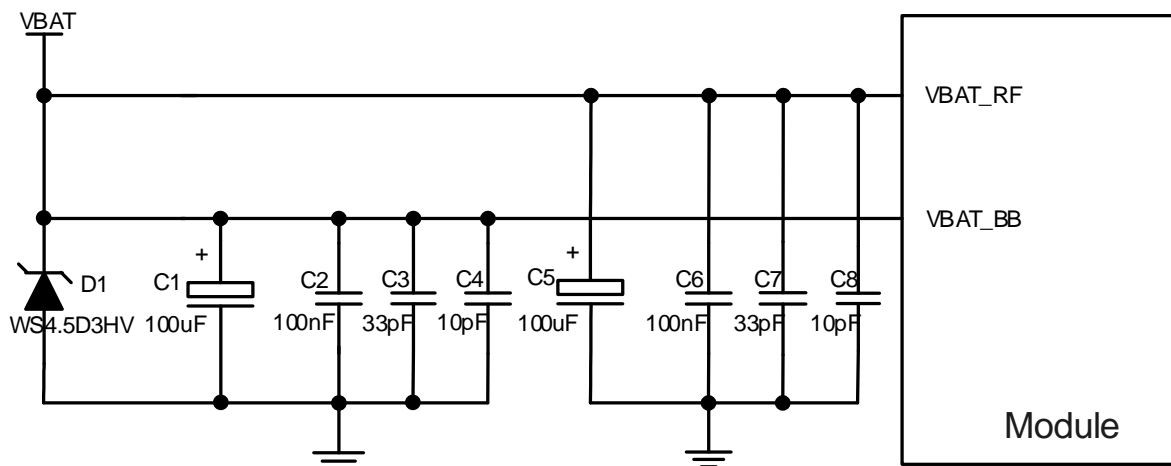 VBAT
VBAT_RF
VBAT_BB
+
+
D1
C1
C2
C3
C4
C5
C6
C7
C8
WS4.5D3HV
100uF
100nF
33pF
10pF
100uF
100nF
33pF
10pF
Module